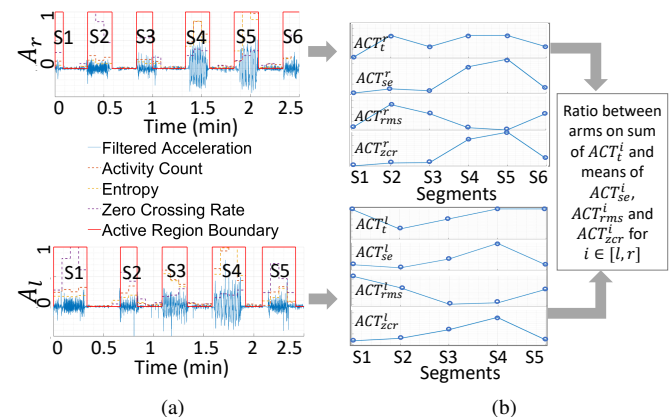 1
A_r
0
S1 S2 S3 S4 S5 S6
0 0.5 1 1.5 2 2.5
Time (min)
Filtered Acceleration
Activity Count
Entropy
Zero Crossing Rate
Active Region Boundary
1
A_l
0
S1 S2 S3 S4 S5
0 0.5 1 1.5 2 2.5
Time (min)
(a)
ACT_t^r
ACT_se^r
ACT_rms^r
ACT_zcr^r
S1 S2 S3 S4 S5 S6
Segments
ACT_t^l
ACT_se^l
ACT_rms^l
ACT_zcr^l
S1 S2 S3 S4 S5
Segments
(b)
Ratio between
arms on sum
of ACT_t^i and
means of
ACT_se^i,
ACT_rms^i and
ACT_zcr^i for
i ∈ [l, r]